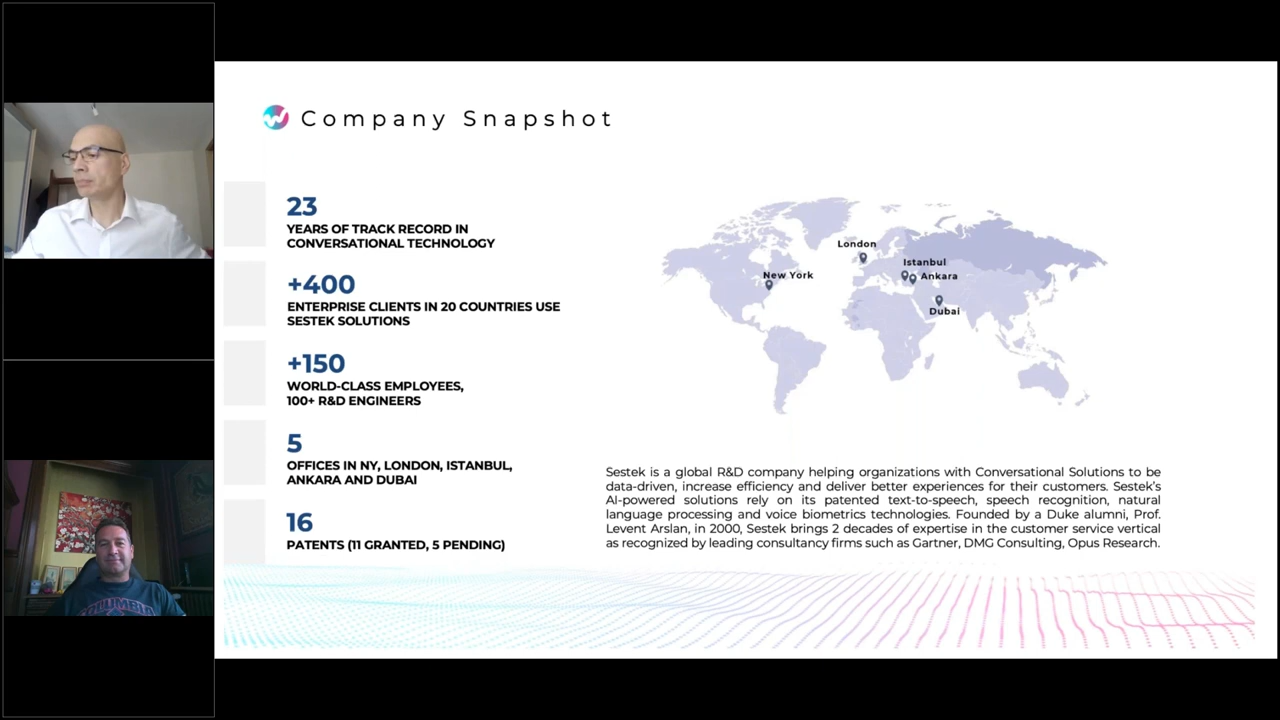 Company Snapshot
23
YEARS OF TRACK RECORD IN
CONVERSATIONAL TECHNOLOGY
+400
ENTERPRISE CLIENTS IN 20 COUNTRIES USE
SESTEK SOLUTIONS
+150
WORLD-CLASS EMPLOYEES,
100+ R&D ENGINEERS
5
OFFICES IN NY, LONDON, ISTANBUL,
ANKARA AND DUBAI
16
PATENTS (11 GRANTED, 5 PENDING)
London
Istanbul
New York
Ankara
Dubai
Sestek is a global R&D company helping organizations with Conversational Solutions to be
data-driven, increase efficiency and deliver better experiences for their customers. Sestek's
AI-powered solutions rely on its patented text-to-speech, speech recognition, natural
language processing and voice biometrics technologies. Founded by a Duke alumni, Prof.
Levent Arslan, in 2000, Sestek brings 2 decades of expertise in the customer service vertical
as recognized by leading consultancy firms such as Gartner, DMG Consulting, Opus Research.